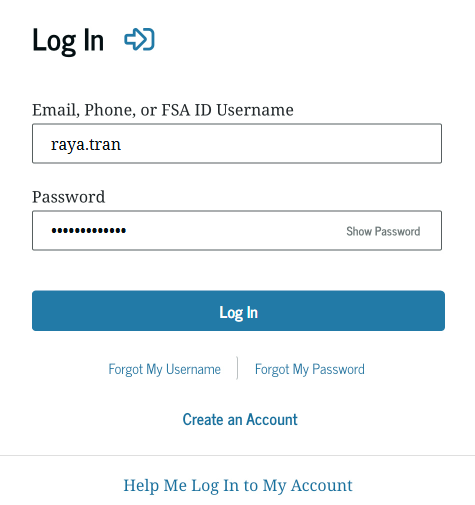 Log In
Email, Phone, or FSA ID Username
raya.tran
Password
••••••••••••• Show Password
Log In
Forgot My Username Forgot My Password
Create an Account
Help Me Log In to My Account